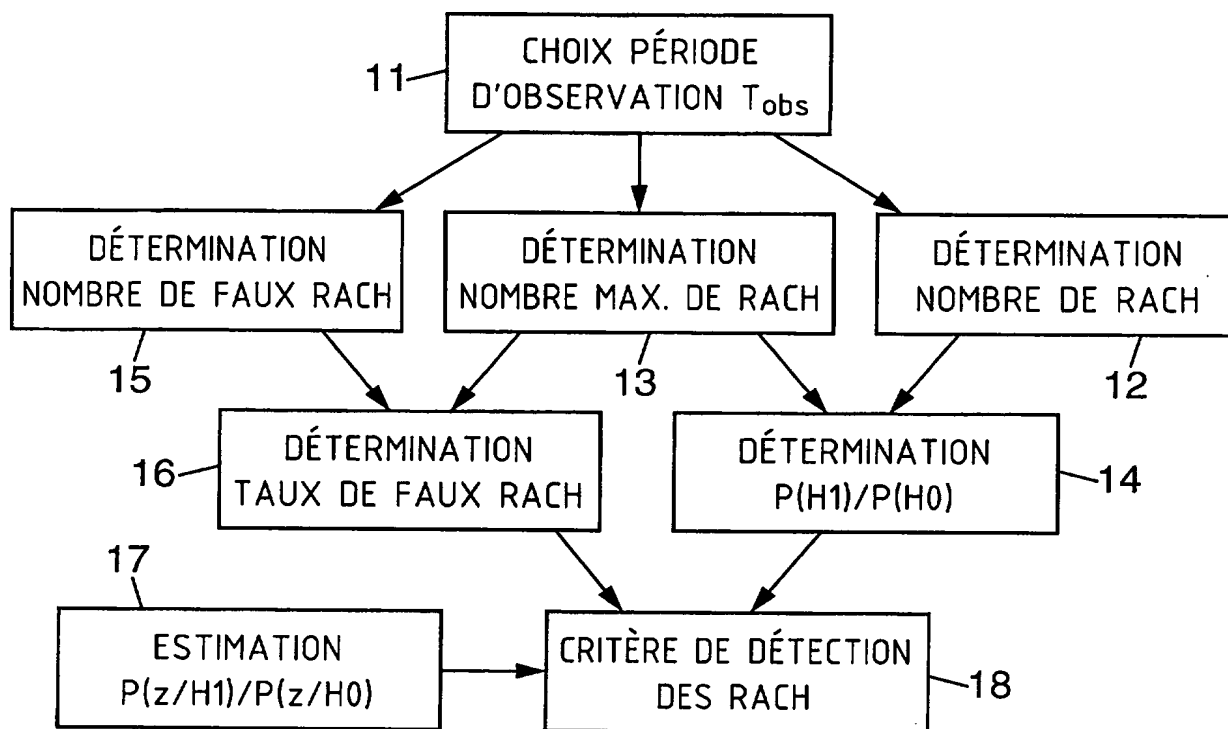 CHOIX PÉRIODE
D'OBSERVATION Tobs
11
DÉTERMINATION
NOMBRE DE FAUX RACH
15
DÉTERMINATION
NOMBRE MAX. DE RACH
13
DÉTERMINATION
NOMBRE DE RACH
12
16
DÉTERMINATION
TAUX DE FAUX RACH
DÉTERMINATION
P(H1)/P(H0)
14
17
ESTIMATION
P(z/H1)/P(z/H0)
CRITÈRE DE DÉTECTION
DES RACH
18